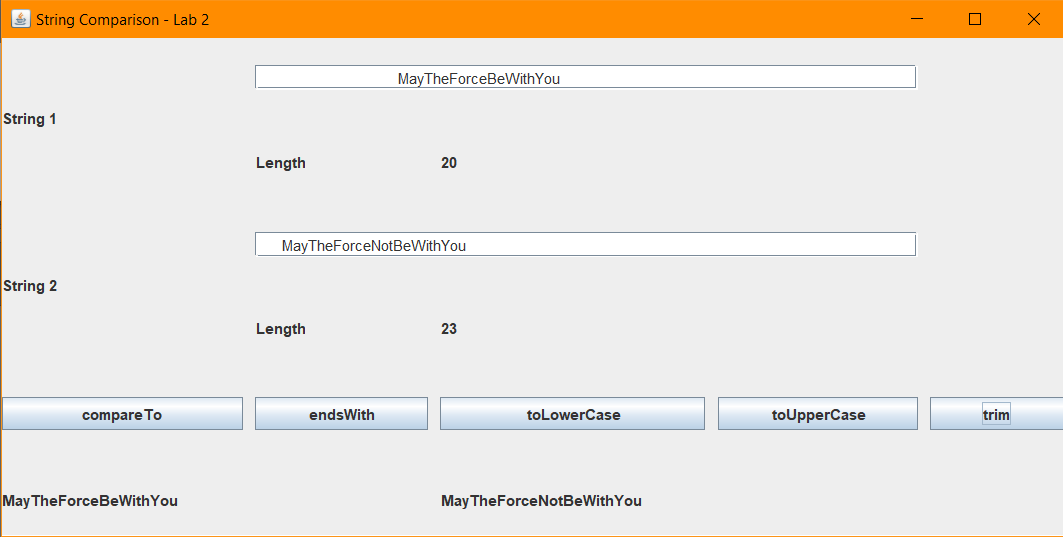 String Comparison - Lab 2
MayTheForceBeWithYou
String 1
Length 20
MayTheForceNotBeWithYou
String 2
Length 23
compareTo endsWith toLowerCase toUpperCase trim
MayTheForceBeWithYou MayTheForceNotBeWithYou